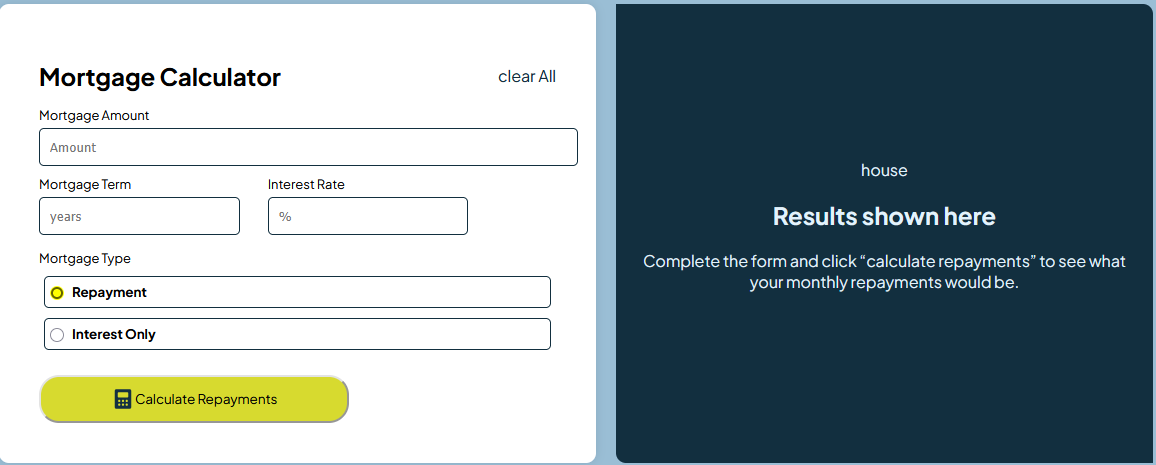 Mortgage Calculator
clear All
Mortgage Amount
Amount
Mortgage Term
Interest Rate
years
%
Mortgage Type
Repayment
Interest Only
Calculate Repayments
house
Results shown here
Complete the form and click “calculate repayments” to see what
your monthly repayments would be.